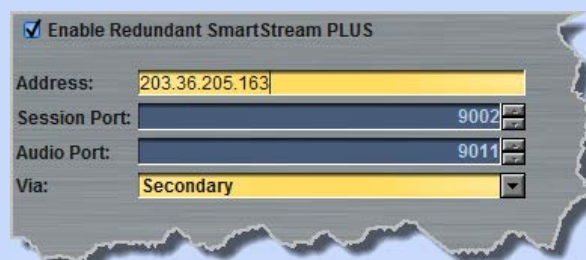 Enable Redundant SmartStream PLUS
Address: 203.36.205.163
Session Port: 9002
Audio Port: 9011
Via: Secondary